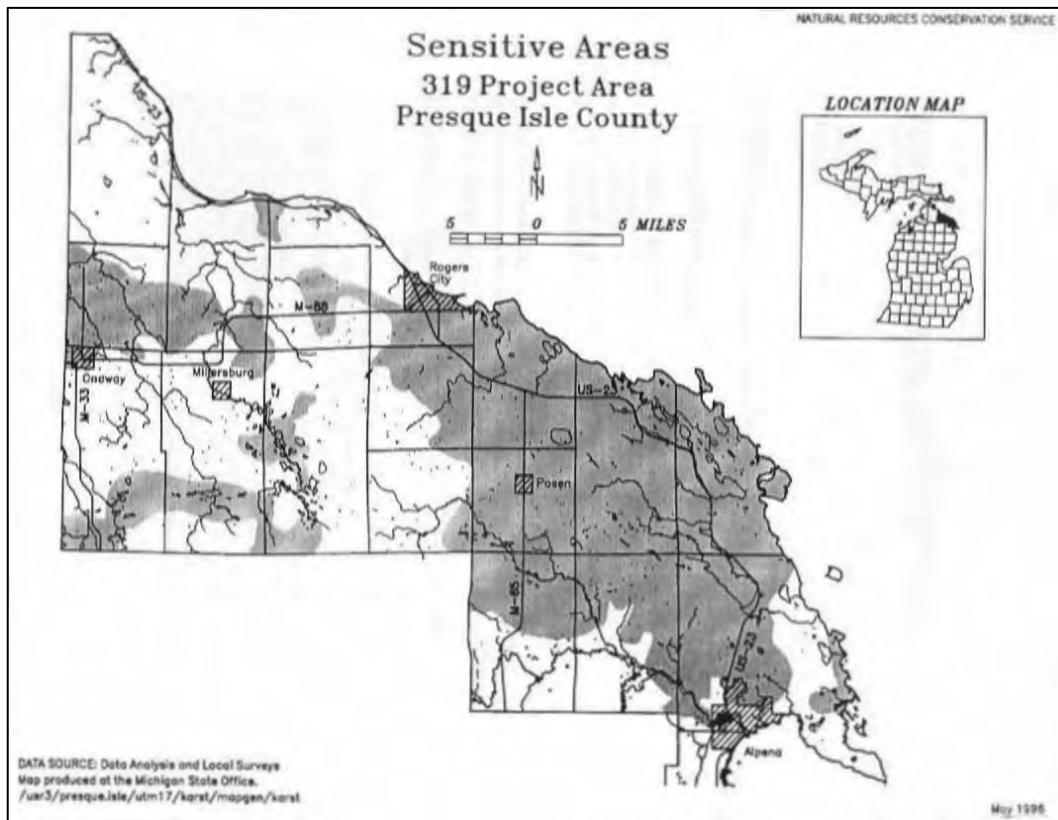 NATURAL RESOURCES CONSERVATION SERVICE
Sensitive Areas
319 Project Area
Presque Isle County
LOCATION MAP
N
5 0 5 MILES
US-23
Rogers
City
M-68
Onaway
Millersburg
M-33
US-23
Posen
M-65
US-23
Alpena
DATA SOURCE: Data Analysis and Local Surveys
Map produced at the Michigan State Office.
/usr3/presque.isle/utm17/karst/mapgen/karst
May 1996